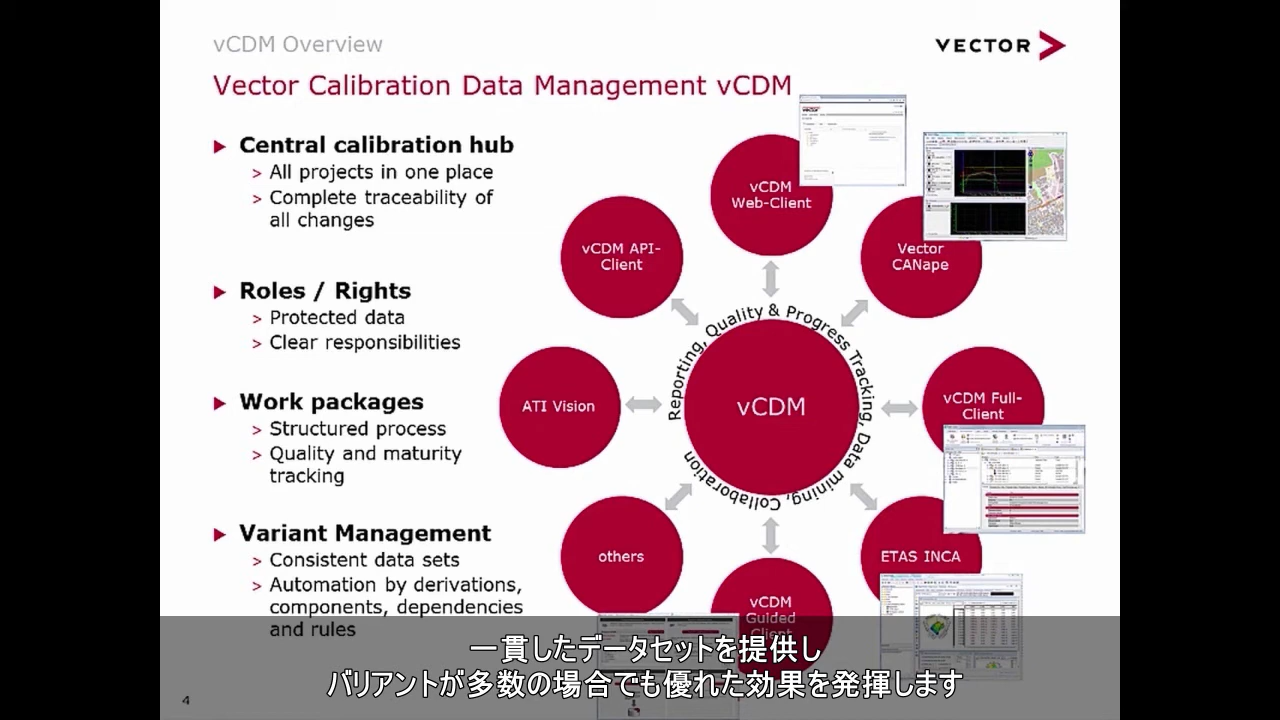 vCDM Overview
VECTOR
Vector Calibration Data Management vCDM
Central calibration hub
> All projects in one place
> Complete traceability of
all changes
Roles / Rights
> Protected data
> Clear responsibilities
Work packages
> Structured process
> Quality and maturity
tracking
Variant Management
> Consistent data sets
> Automation by derivations,
components, dependencies
and rules
vCDM
Web-Client
vCDM API-
Client
Vector
CANape
Reporting, Quality & Progress Tracking, Data mining, Collaboration
ATI Vision
vCDM
vCDM Full-
Client
others
ETAS INCA
vCDM
Guided
Client
一貫したデータセットを提供し
バリアントが多数の場合でも優れた効果を発揮します
4